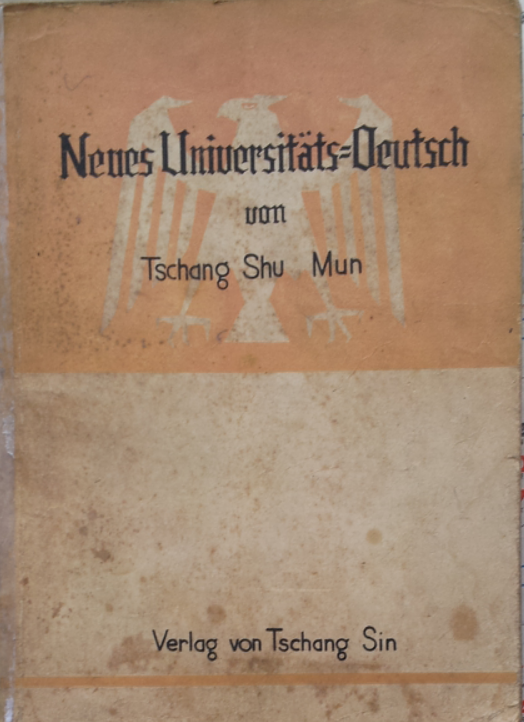 Neues Universitäts=Deutsch
von
Tschang Shu Mun
Verlag von Tschang Sin